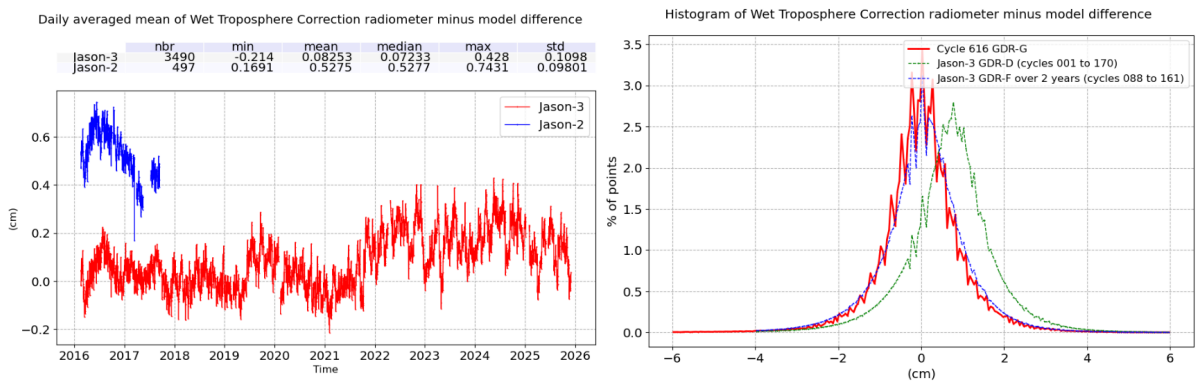 Daily averaged mean of Wet Troposphere Correction radiometer minus model difference
nbr min mean median max std
Jason-3 3490 -0.214 0.08253 0.07233 0.428 0.1098
Jason-2 497 0.1691 0.5275 0.5277 0.7431 0.09801
Jason-3
Jason-2
0.6
0.4
0.2
0.0
−0.2
(cm)
2016 2017 2018 2019 2020 2021 2022 2023 2024 2025 2026
Time
Histogram of Wet Troposphere Correction radiometer minus model difference
Cycle 616 GDR-G
Jason-3 GDR-D (cycles 001 to 170)
Jason-3 GDR-F over 2 years (cycles 088 to 161)
3.5
3.0
2.5
2.0
1.5
1.0
0.5
0.0
% of points
−6 −4 −2 0 2 4 6
(cm)